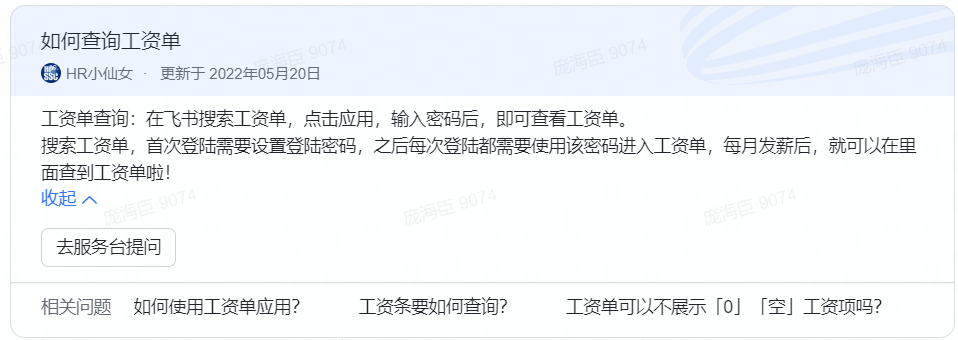 如何查询工资单
HR SSC HR小仙女 · 更新于 2022年05月20日
工资单查询：在飞书搜索工资单，点击应用，输入密码后，即可查看工资单。
搜索工资单，首次登陆需要设置登陆密码，之后每次登陆都需要使用该密码进入工资单，每月发薪后，就可以在里
面查到工资单啦！
收起
去服务台提问
相关问题 如何使用工资单应用？ 工资条要如何查询？ 工资单可以不展示「0」「空」工资项吗？
庞海臣 9074
庞海臣 9074
庞海臣 9074
庞海臣 9074
庞海臣 9074
庞海臣 9074
庞海臣 9074